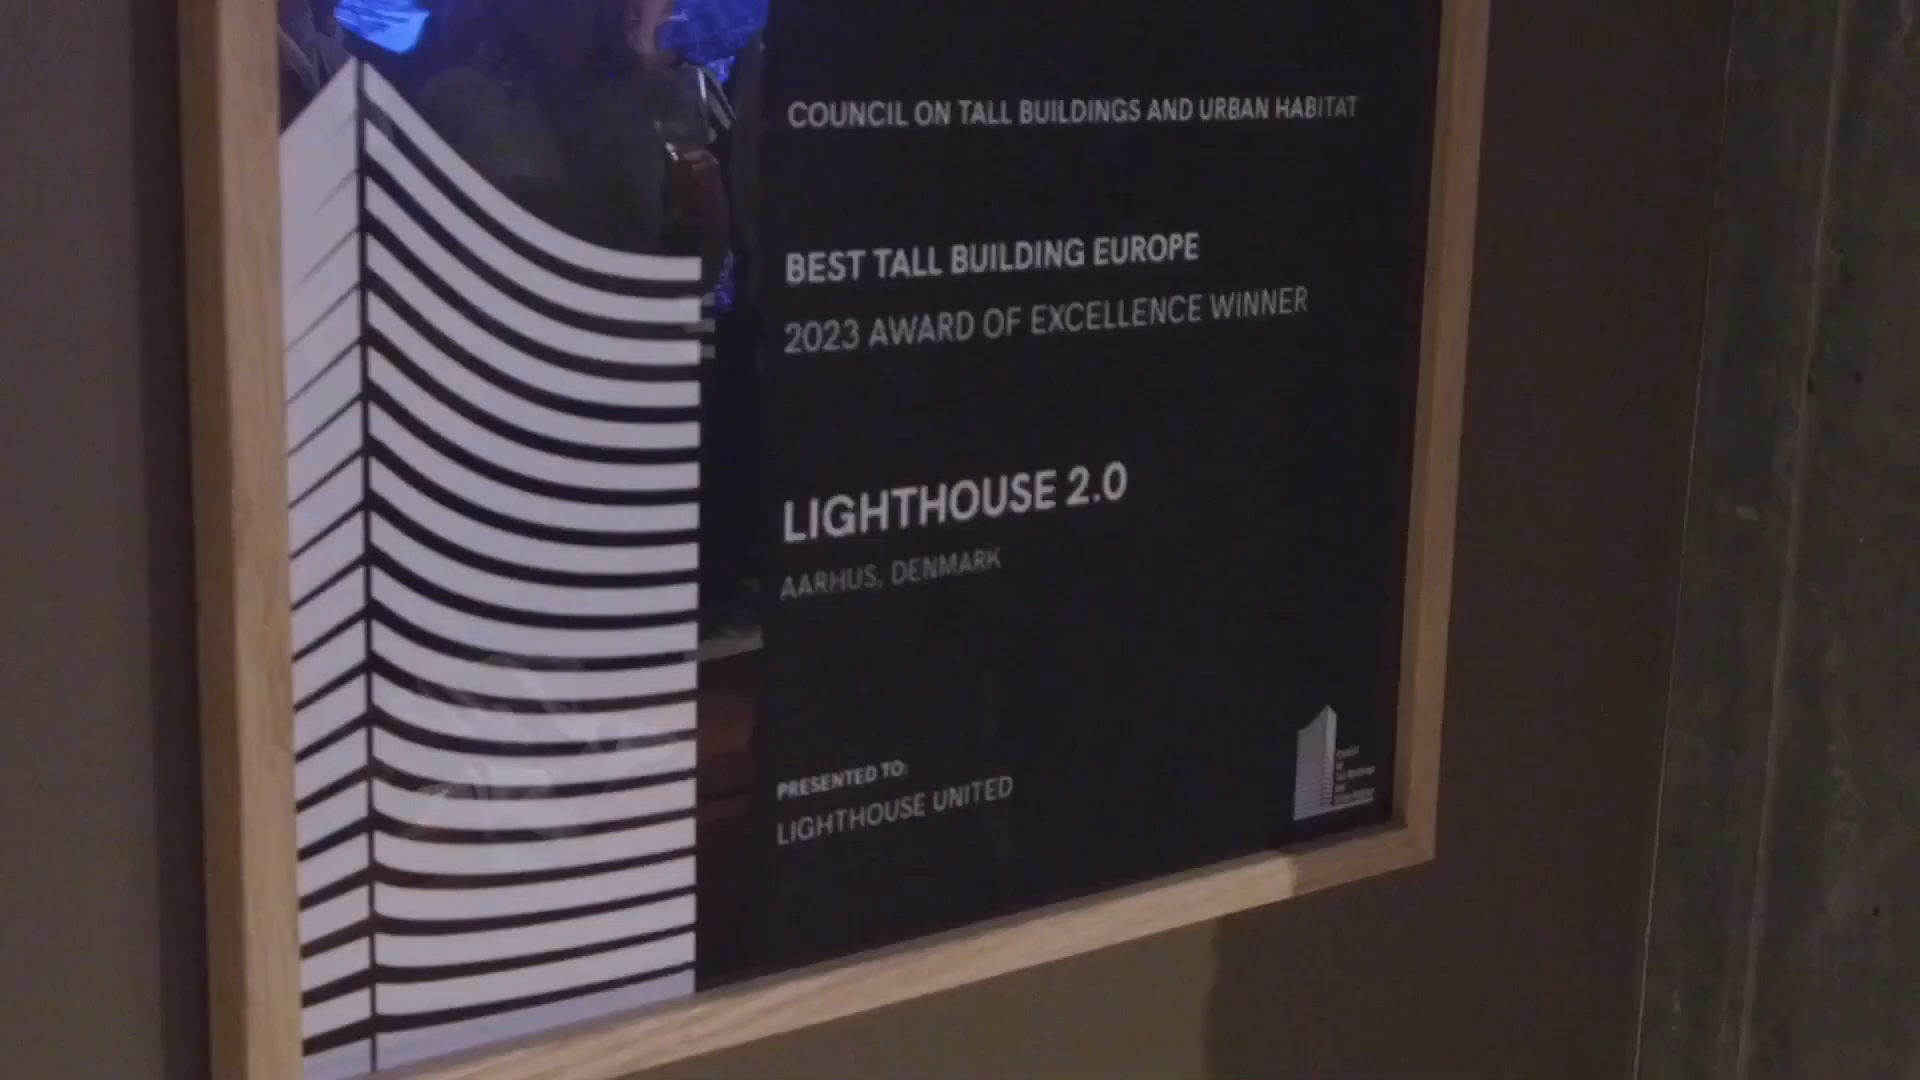 COUNCIL ON TALL BUILDINGS AND URBAN HABITAT
BEST TALL BUILDING EUROPE
2023 AWARD OF EXCELLENCE WINNER
LIGHTHOUSE 2.0
AARHUS, DENMARK
PRESENTED TO:
LIGHTHOUSE UNITED